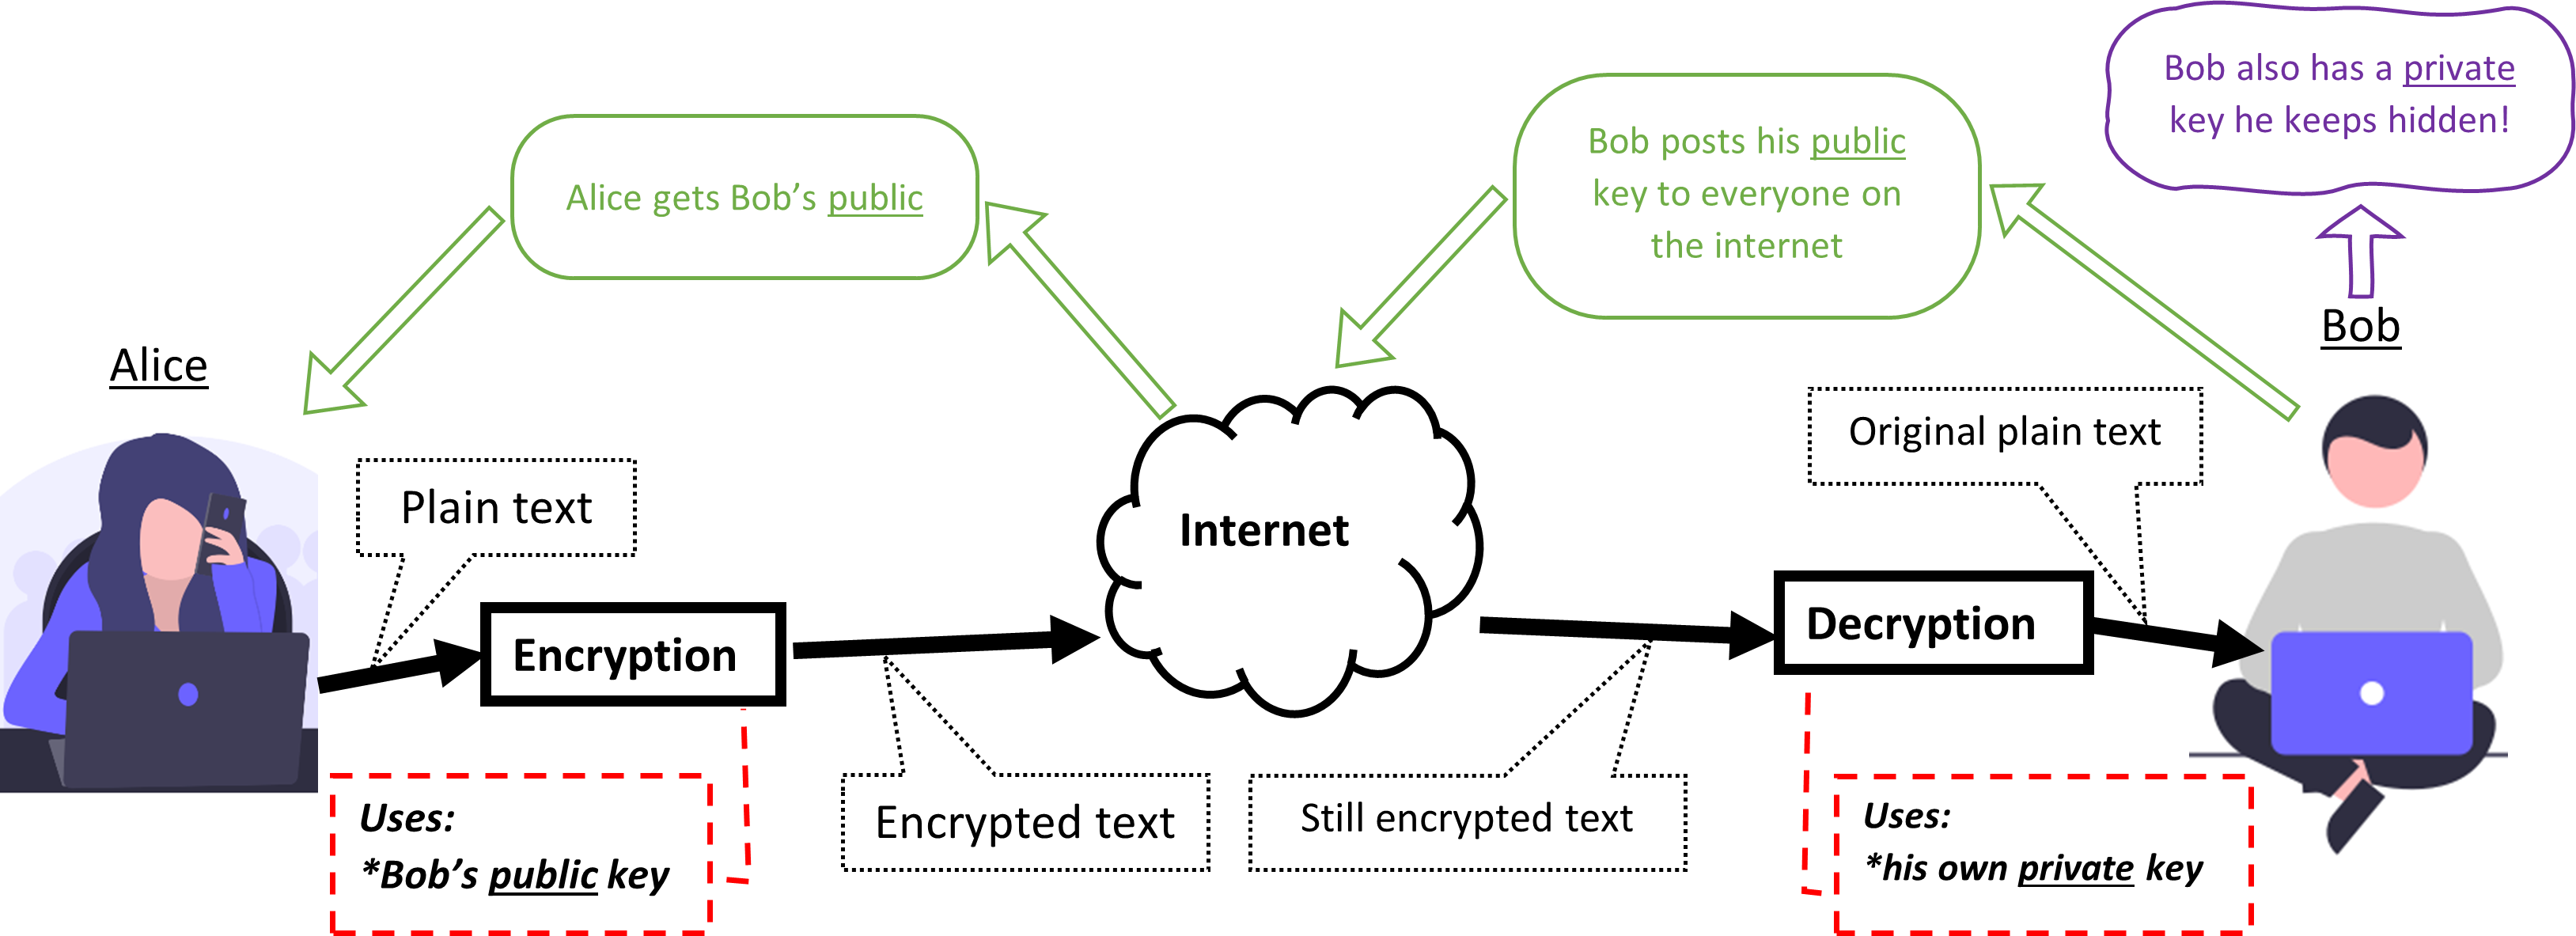 Bob also has a private
key he keeps hidden!
Bob posts his public
key to everyone on
the internet
Alice gets Bob’s public
Alice
Bob
Plain text
Original plain text
Internet
Encryption
Decryption
Uses:
*Bob’s public key
Encrypted text
Still encrypted text
Uses:
*his own private key